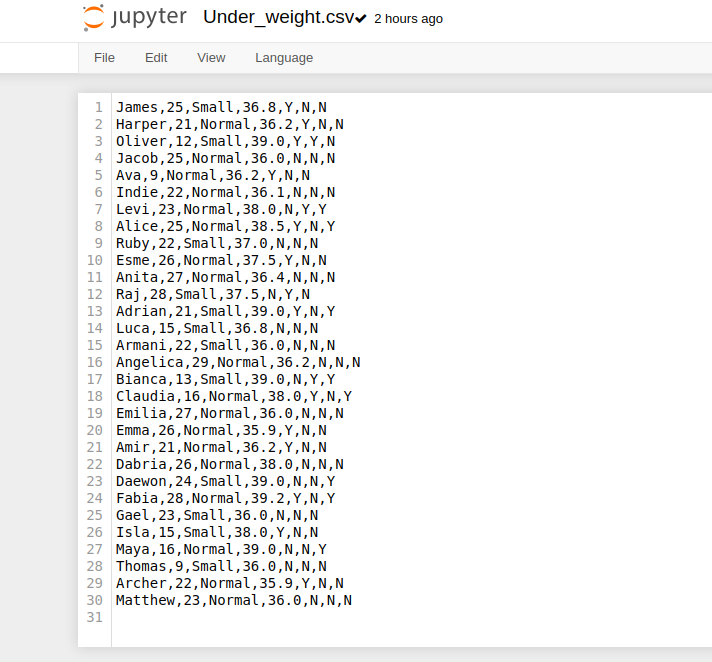 jupyter Under_weight.csv✔ 2 hours ago
File Edit View Language
1 James,25,Small,36.8,Y,N,N
2 Harper,21,Normal,36.2,Y,N,N
3 Oliver,12,Small,39.0,Y,Y,N
4 Jacob,25,Normal,36.0,N,N,N
5 Ava,9,Normal,36.2,Y,N,N
6 Indie,22,Normal,36.1,N,N,N
7 Levi,23,Normal,38.0,N,Y,Y
8 Alice,25,Normal,38.5,Y,N,Y
9 Ruby,22,Small,37.0,N,N,N
10 Esme,26,Normal,37.5,Y,N,N
11 Anita,27,Normal,36.4,N,N,N
12 Raj,28,Small,37.5,N,Y,N
13 Adrian,21,Small,39.0,Y,N,Y
14 Luca,15,Small,36.8,N,N,N
15 Armani,22,Small,36.0,N,N,N
16 Angelica,29,Normal,36.2,N,N,N
17 Bianca,13,Small,39.0,N,Y,Y
18 Claudia,16,Normal,38.0,Y,N,Y
19 Emilia,27,Normal,36.0,N,N,N
20 Emma,26,Normal,35.9,Y,N,N
21 Amir,21,Normal,36.2,Y,N,N
22 Dabria,26,Normal,38.0,N,N,N
23 Daewon,24,Small,39.0,N,N,Y
24 Fabia,28,Normal,39.2,Y,N,Y
25 Gael,23,Small,36.0,N,N,N
26 Isla,15,Small,38.0,Y,N,N
27 Maya,16,Normal,39.0,N,N,Y
28 Thomas,9,Small,36.0,N,N,N
29 Archer,22,Normal,35.9,Y,N,N
30 Matthew,23,Normal,36.0,N,N,N
31